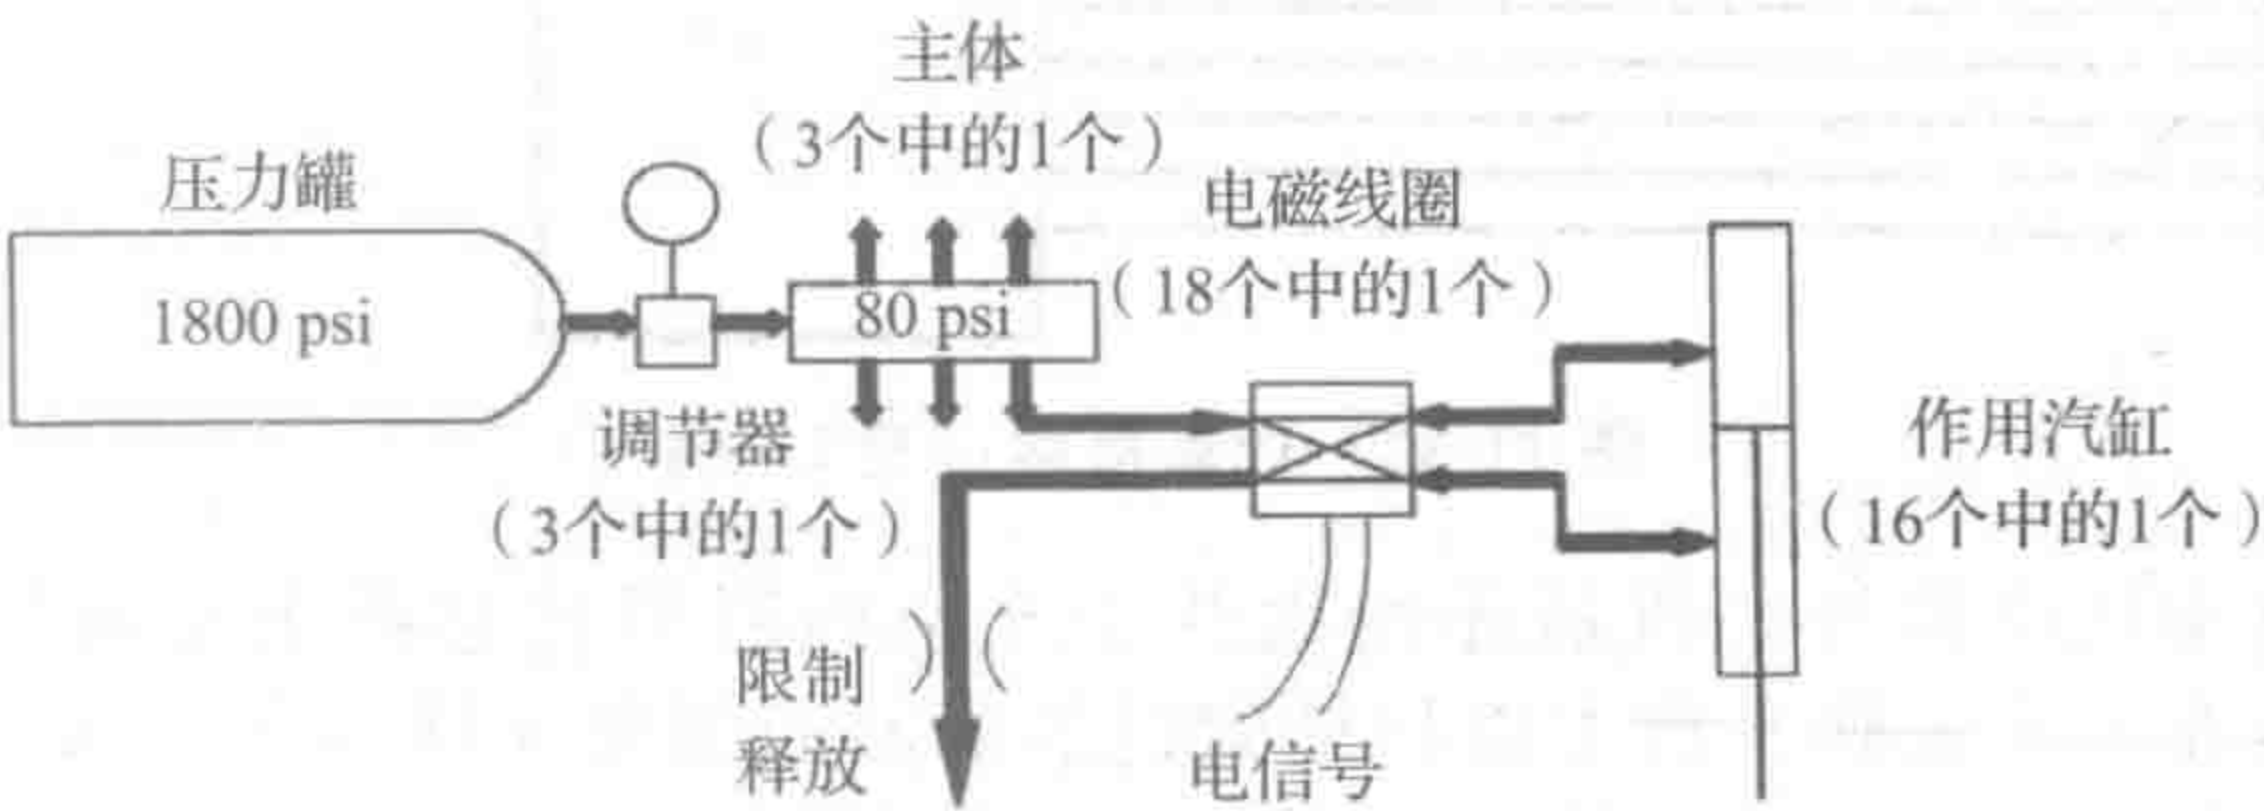 主体
（3个中的1个）
压力罐
电磁线圈
（18个中的1个）
1800 psi
80 psi
调节器
（3个中的1个）
作用汽缸
（16个中的1个）
限制
释放
电信号